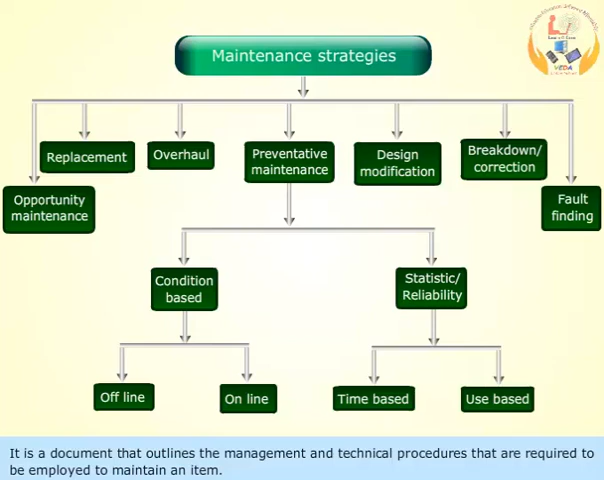 Maintenance strategies
VEDA
Opportunity
maintenance
Replacement
Overhaul
Preventative
maintenance
Design
modification
Breakdown/
correction
Fault
finding
Condition
based
Statistic/
Reliability
Off line
On line
Time based
Use based
It is a document that outlines the management and technical procedures that are required to
be employed to maintain an item.